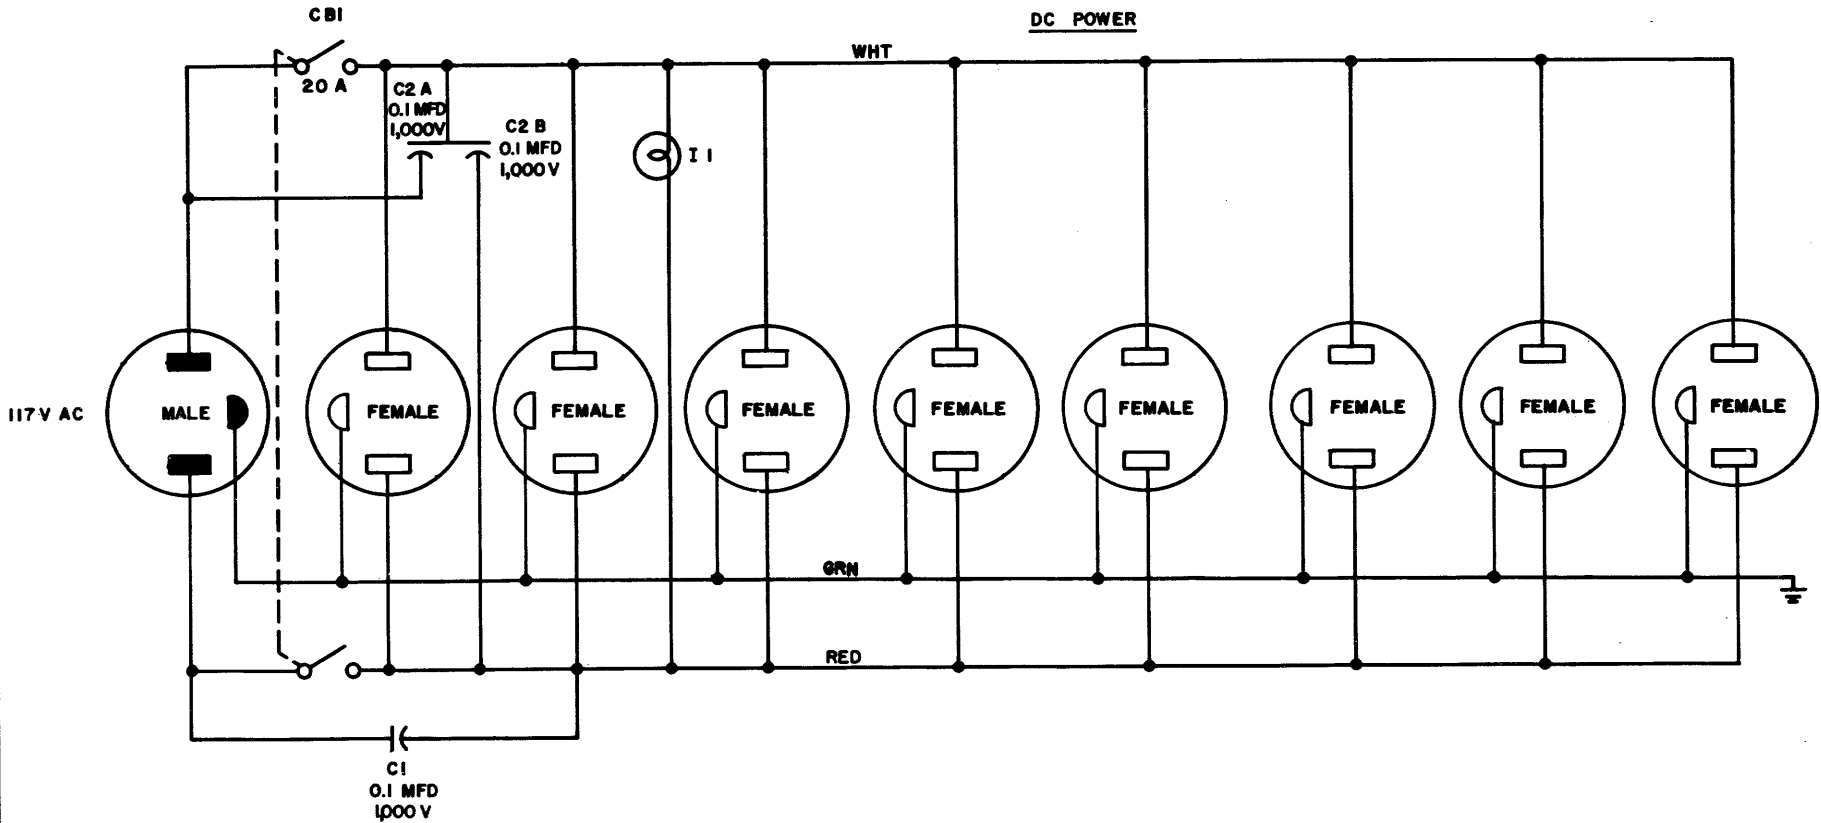 CB1
DC POWER
WHT
20 A
C2 A
0.1 MFD
1,000V
C2 B
0.1 MFD
1,000 V
I 1
117 V AC
MALE
FEMALE
FEMALE
FEMALE
FEMALE
FEMALE
FEMALE
FEMALE
FEMALE
GRN
RED
C1
0.1 MFD
1,000 V